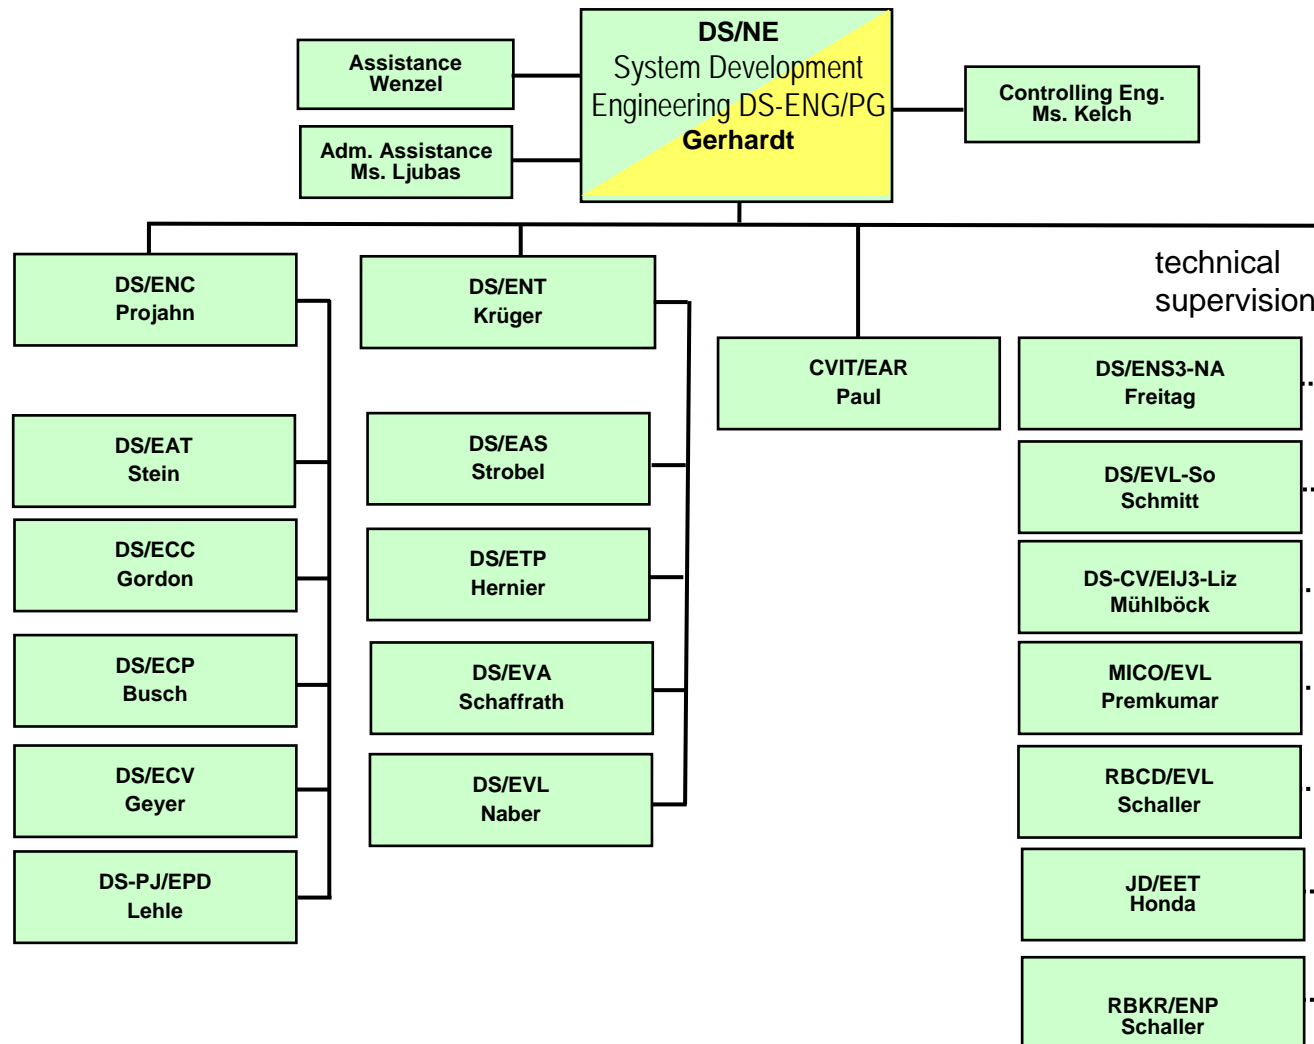 DS/NE
System Development
Engineering DS-ENG/PG
Gerhardt
Assistance
Wenzel
Adm. Assistance
Ms. Ljubas
Controlling Eng.
Ms. Kelch
DS/ENC
Projahn
DS/EAT
Stein
DS/ECC
Gordon
DS/ECP
Busch
DS/ECV
Geyer
DS-PJ/EPD
Lehle
DS/ENT
Krüger
DS/EAS
Strobel
DS/ETP
Hernier
DS/EVA
Schaffrath
DS/EVL
Naber
CVIT/EAR
Paul
technical
supervision
DS/ENS3-NA
Freitag
DS/EVL-So
Schmitt
DS-CV/EIJ3-Liz
Mühlböck
MICO/EVL
Premkumar
RBCD/EVL
Schaller
JD/EET
Honda
RBKR/ENP
Schaller